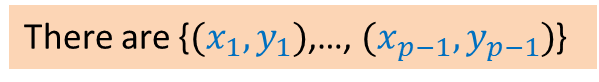 There are {(x₁,y₁),..., (xₚ₋₁,yₚ₋₁)}